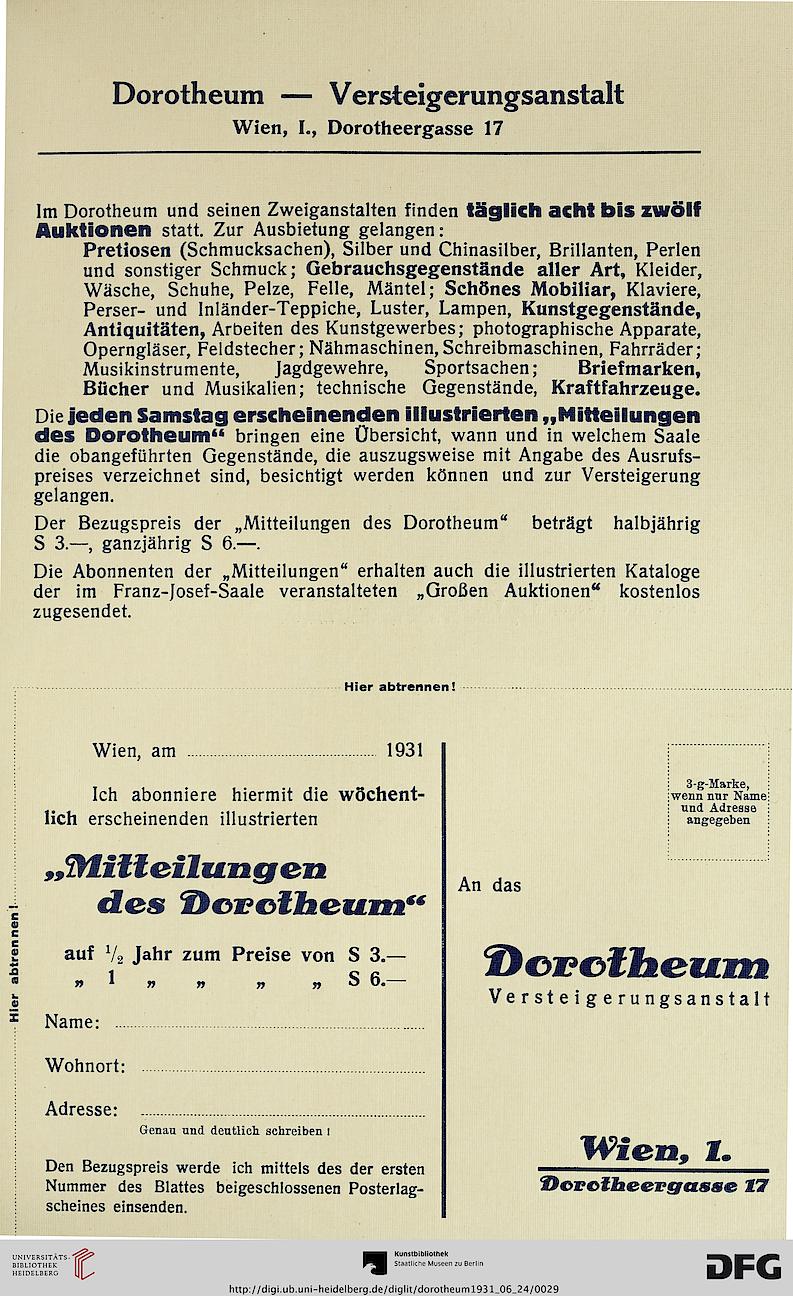 Dorotheum — Versteigerungsanstalt
Wien, I., Dorotheergasse 17
Im Dorotheum und seinen Zweiganstalten finden täglich acht bis zwölf
Auktionen statt. Zur Ausbietung gelangen:
Pretiosen (Schmucksachen), Silber und Chinasilber, Brillanten, Perlen
und sonstiger Schmuck; Gebrauchsgegenstände aller Art, Kleider,
Wäsche, Schuhe, Pelze, Felle, Mäntel; Schönes Mobiliar, Klaviere,
Perser- und Inländer-Teppiche, Luster, Lampen, Kunstgegenstände,
Antiquitäten, Arbeiten des Kunstgewerbes; photographische Apparate,
Operngläser, Feldstecher; Nähmaschinen, Schreibmaschinen, Fahrräder;
Musikinstrumente, Jagdgewehre, Sportsachen; Briefmarken,
Bücher und Musikalien; technische Gegenstände, Kraftfahrzeuge.
Die jeden Samstag erscheinenden illustrierten „Mitteilungen
des Dorotheum“ bringen eine Übersicht, wann und in welchem Saale
die obangeführten Gegenstände, die auszugsweise mit Angabe des Ausrufs-
preises verzeichnet sind, besichtigt werden können und zur Versteigerung
gelangen.
Der Bezugspreis der „Mitteilungen des Dorotheum“ beträgt halbjährig
S 3.—, ganzjährig S 6.—.
Die Abonnenten der „Mitteilungen“ erhalten auch die illustrierten Kataloge
der im Franz-Josef-Saale veranstalteten „Großen Auktionen“ kostenlos
zugesendet.
Hier abtrennen!
Hier abtrennen!
Wien, am 1931
Ich abonniere hiermit die wöchent-
lich erscheinenden illustrierten
„Mitteilungen
des Dorotheum“
auf 1/2 Jahr zum Preise von S 3.—
„ 1 „ „ „ „ S 6.—
Name:
Wohnort:
Adresse:
Genau und deutlich schreiben!
Den Bezugspreis werde ich mittels des der ersten
Nummer des Blattes beigeschlossenen Posterlag-
scheines einsenden.
3-g-Marke,
wenn nur Name
und Adresse
angegeben
An das
Dorotheum
Versteigerungsanstalt
Wien, I.
Dorotheergasse 17
UNIVERSITÄTS-
BIBLIOTHEK
HEIDELBERG
Kunstbibliothek
Staatliche Museen zu Berlin
DFG
http://digi.ub.uni-heidelberg.de/diglit/dorotheum1931_06_24/0029